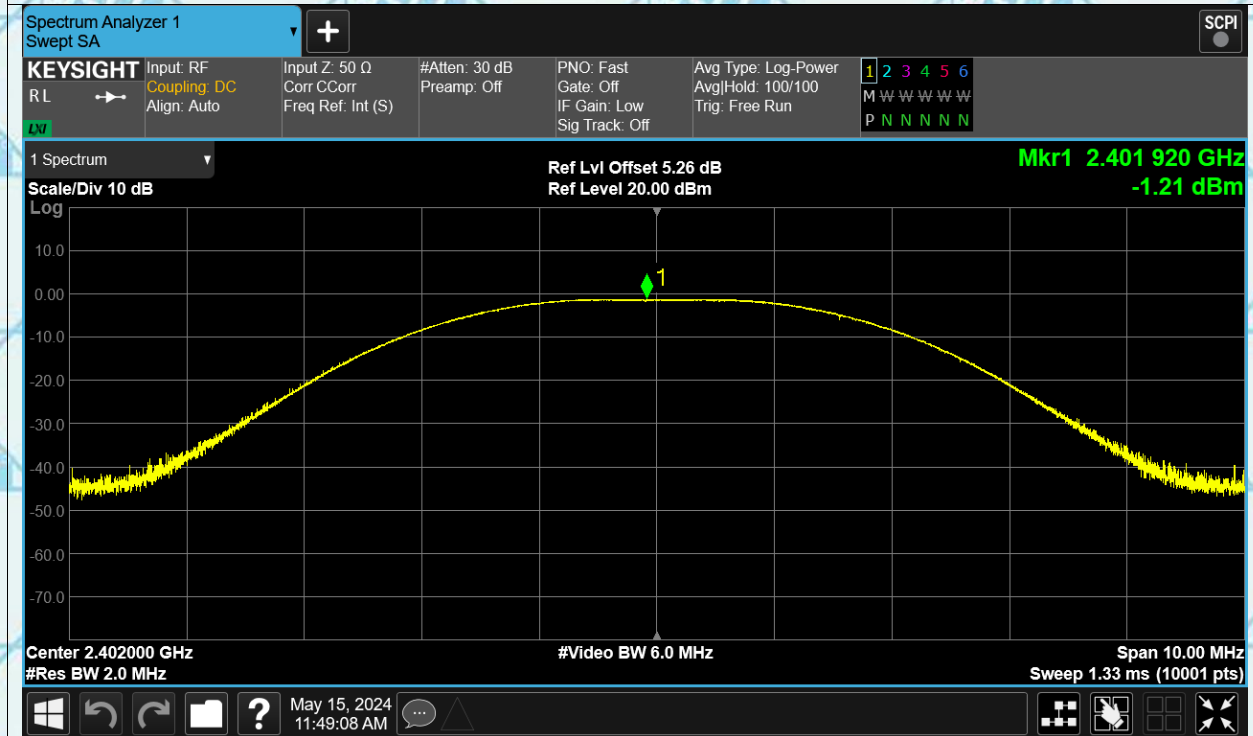 Spectrum Analyzer 1
Swept SA
SCPI
KEYSIGHT
RL
LXI
Input: RF
Coupling: DC
Align: Auto
Input Z: 50 Ω
Corr CCorr
Freq Ref: Int (S)
#Atten: 30 dB
Preamp: Off
PNO: Fast
Gate: Off
IF Gain: Low
Sig Track: Off
Avg Type: Log-Power
Avg|Hold: 100/100
Trig: Free Run
1 2 3 4 5 6
M W W W W W
P N N N N N
1 Spectrum
Scale/Div 10 dB
Log
Ref Lvl Offset 5.26 dB
Ref Level 20.00 dBm
Mkr1 2.401 920 GHz
-1.21 dBm
1
10.0
0.00
-10.0
-20.0
-30.0
-40.0
-50.0
-60.0
-70.0
Center 2.402000 GHz
#Video BW 6.0 MHz
Span 10.00 MHz
#Res BW 2.0 MHz
Sweep 1.33 ms (10001 pts)
?
May 15, 2024
11:49:08 AM